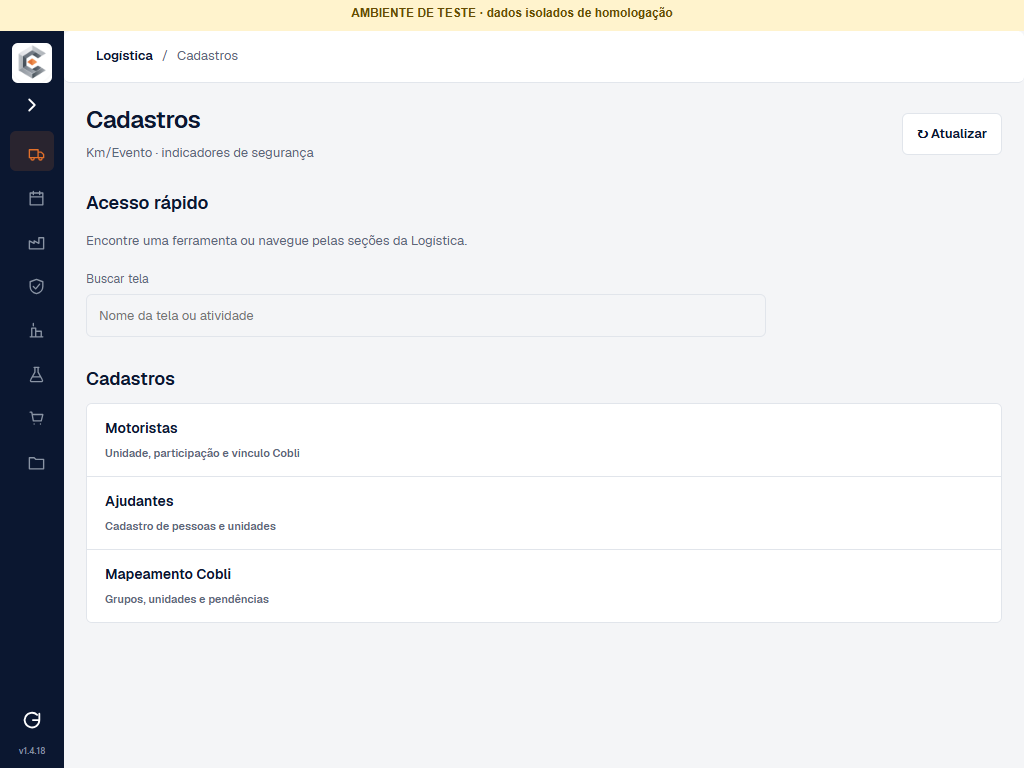 AMBIENTE DE TESTE · dados isolados de homologação
Logística / Cadastros
Cadastros
Km/Evento · indicadores de segurança
↻ Atualizar
Acesso rápido
Encontre uma ferramenta ou navegue pelas seções da Logística.
Buscar tela
Nome da tela ou atividade
Cadastros
Motoristas
Unidade, participação e vínculo Cobli
Ajudantes
Cadastro de pessoas e unidades
Mapeamento Cobli
Grupos, unidades e pendências
v1.4.18